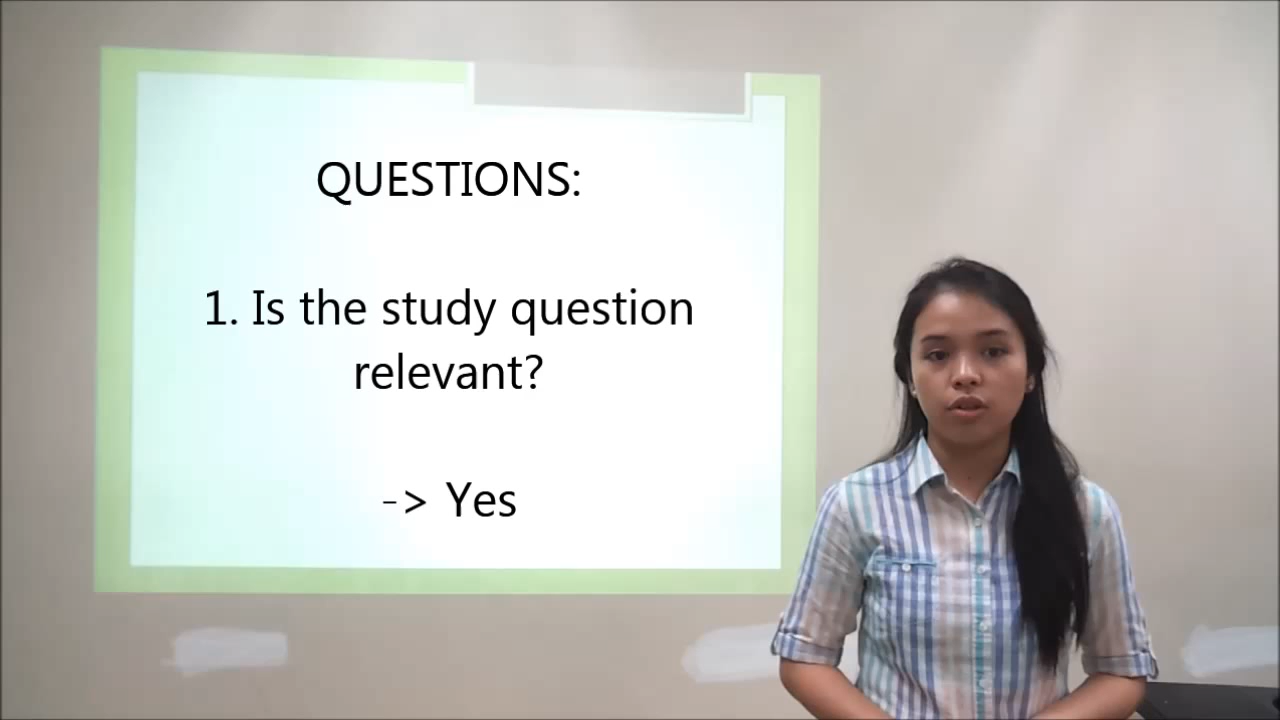 QUESTIONS:
1. Is the study question
relevant?
-> Yes